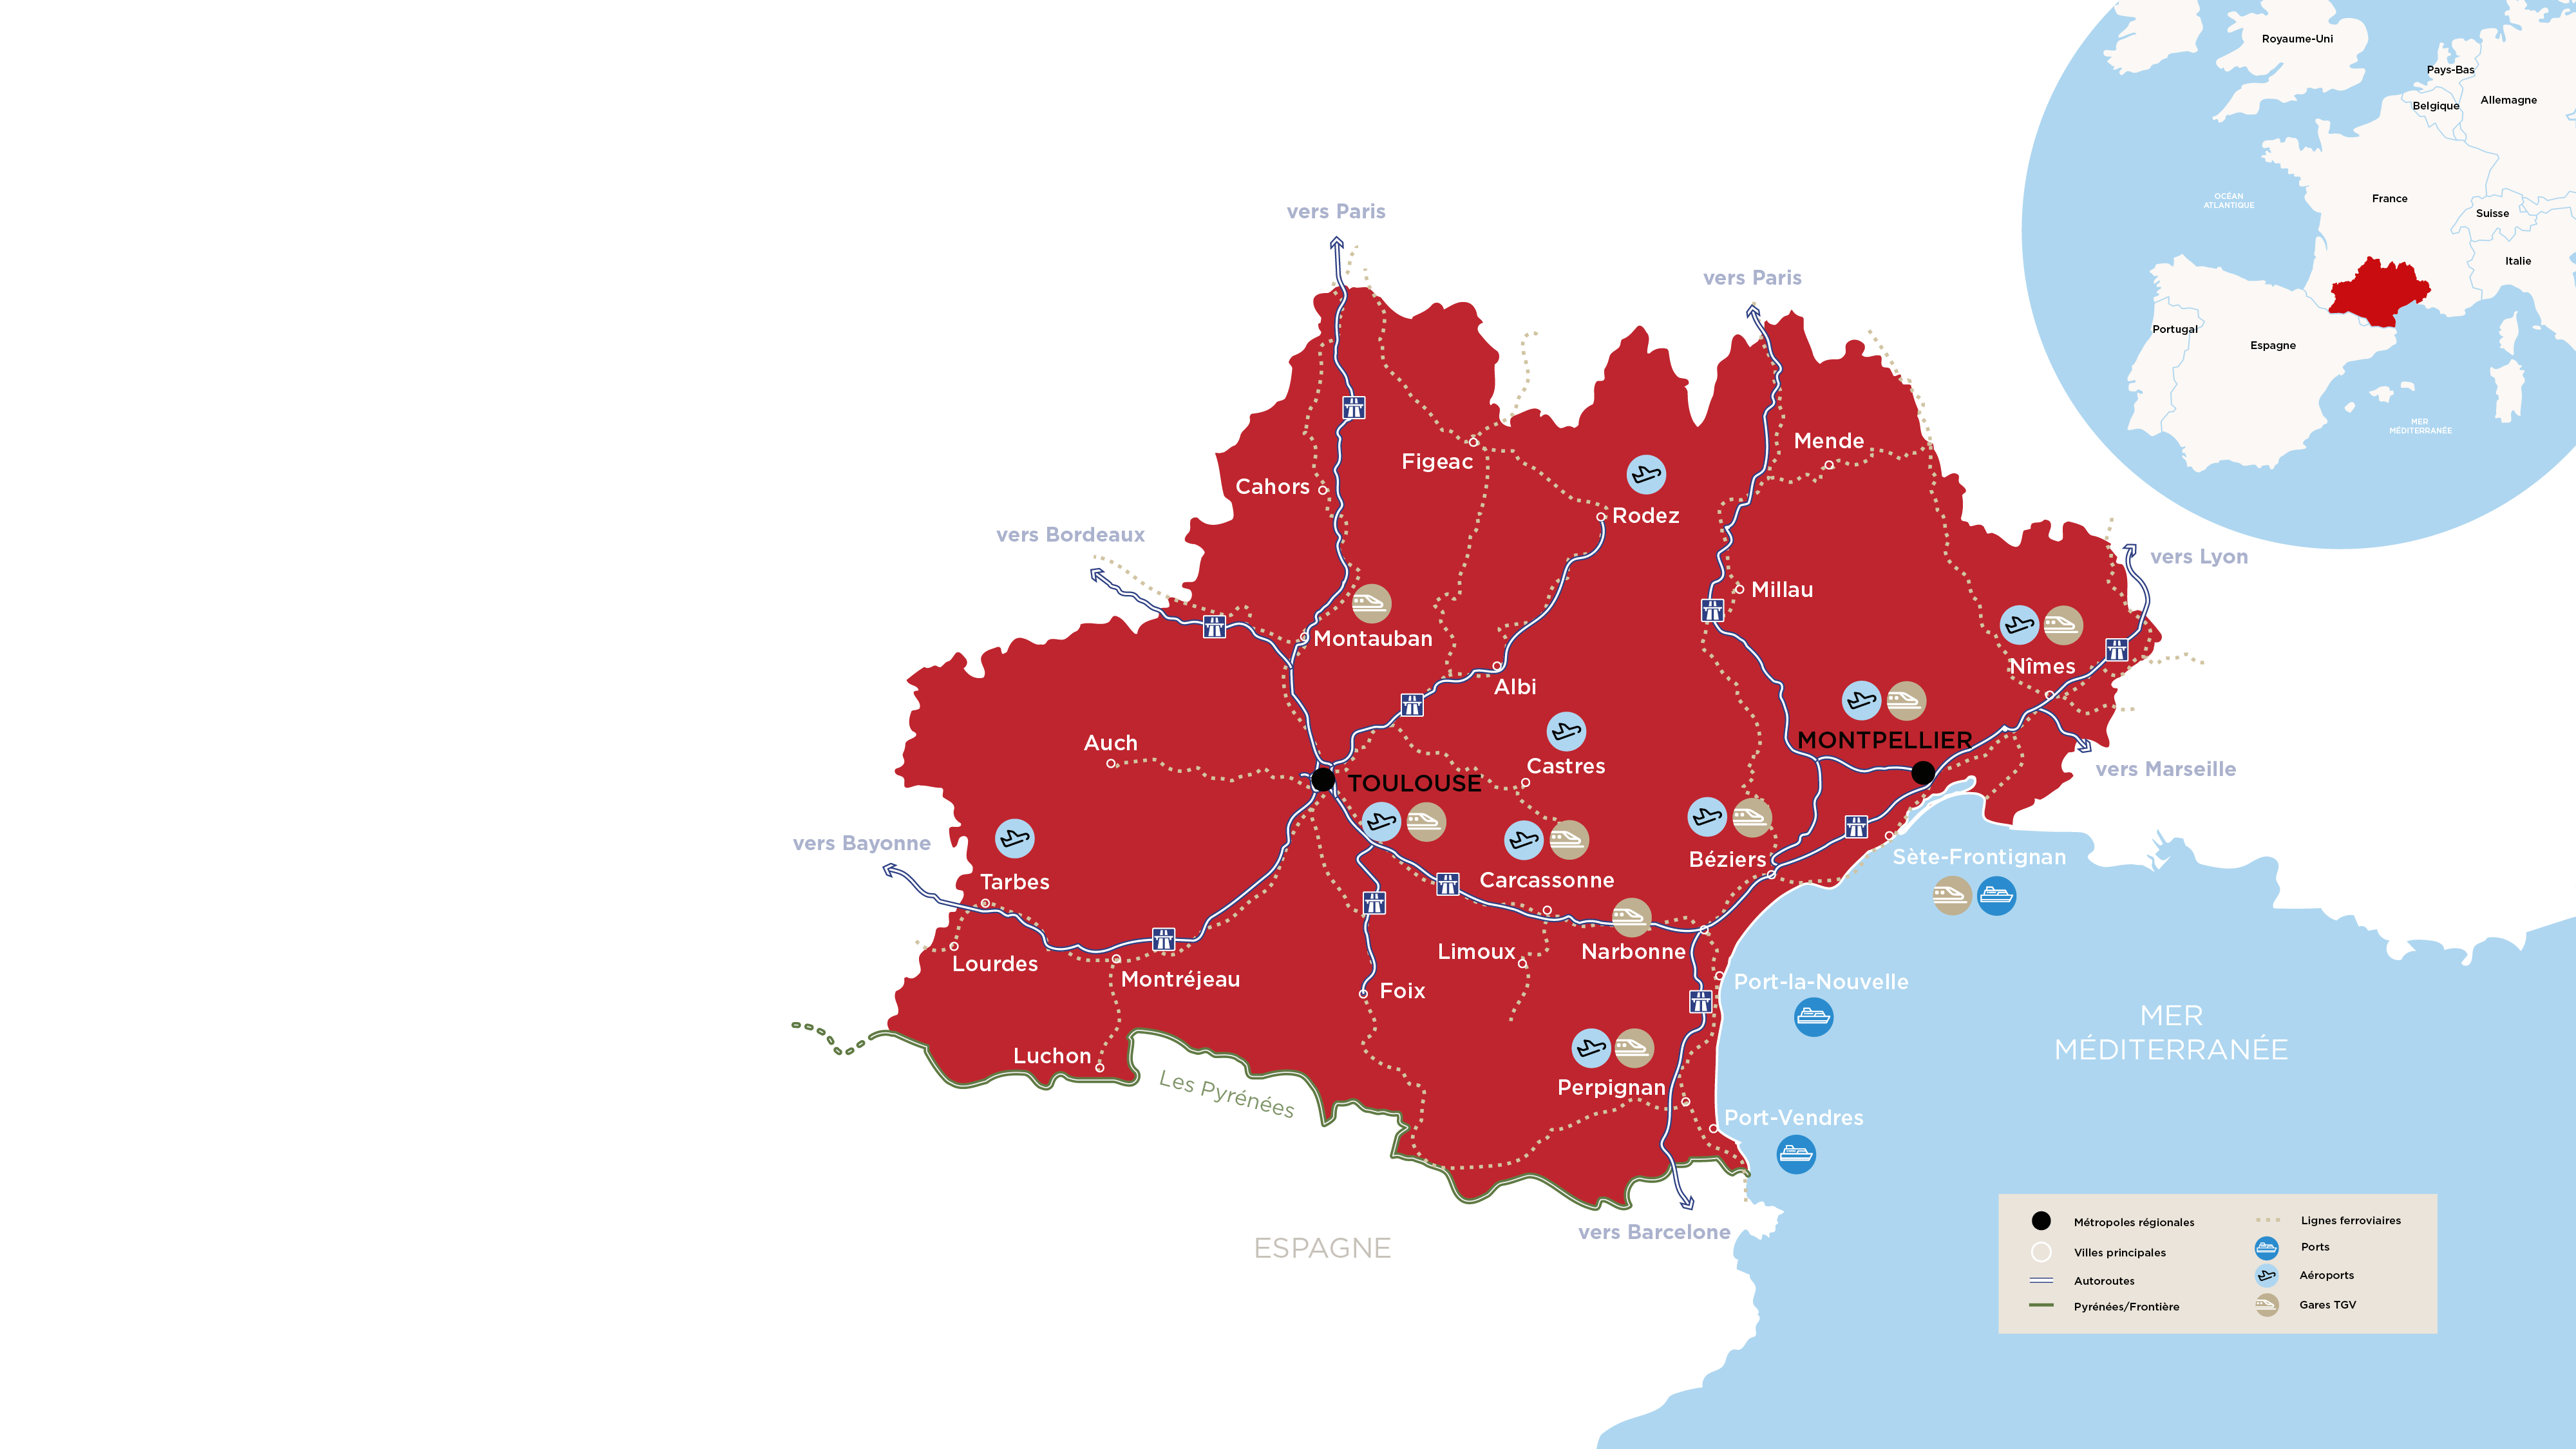 Royaume-Uni
Pays-Bas
Belgique
Allemagne
OCÉAN
ATLANTIQUE
France
Suisse
Italie
Portugal
Espagne
MER
MÉDITERRANÉE
vers Paris
vers Paris
Mende
Figeac
Cahors
Rodez
vers Bordeaux
vers Lyon
Millau
Montauban
Nîmes
Albi
Auch
MONTPELLIER
Castres
TOULOUSE
vers Marseille
vers Bayonne
Béziers
Sète-Frontignan
Tarbes
Carcassonne
Limoux
Narbonne
Lourdes
Montréjeau
Port-la-Nouvelle
Foix
MER
MÉDITERRANÉE
Luchon
Les Pyrénées
Perpignan
Port-Vendres
vers Barcelone
ESPAGNE
Métropoles régionales
Villes principales
Autoroutes
Pyrénées/Frontière
Lignes ferroviaires
Ports
Aéroports
Gares TGV